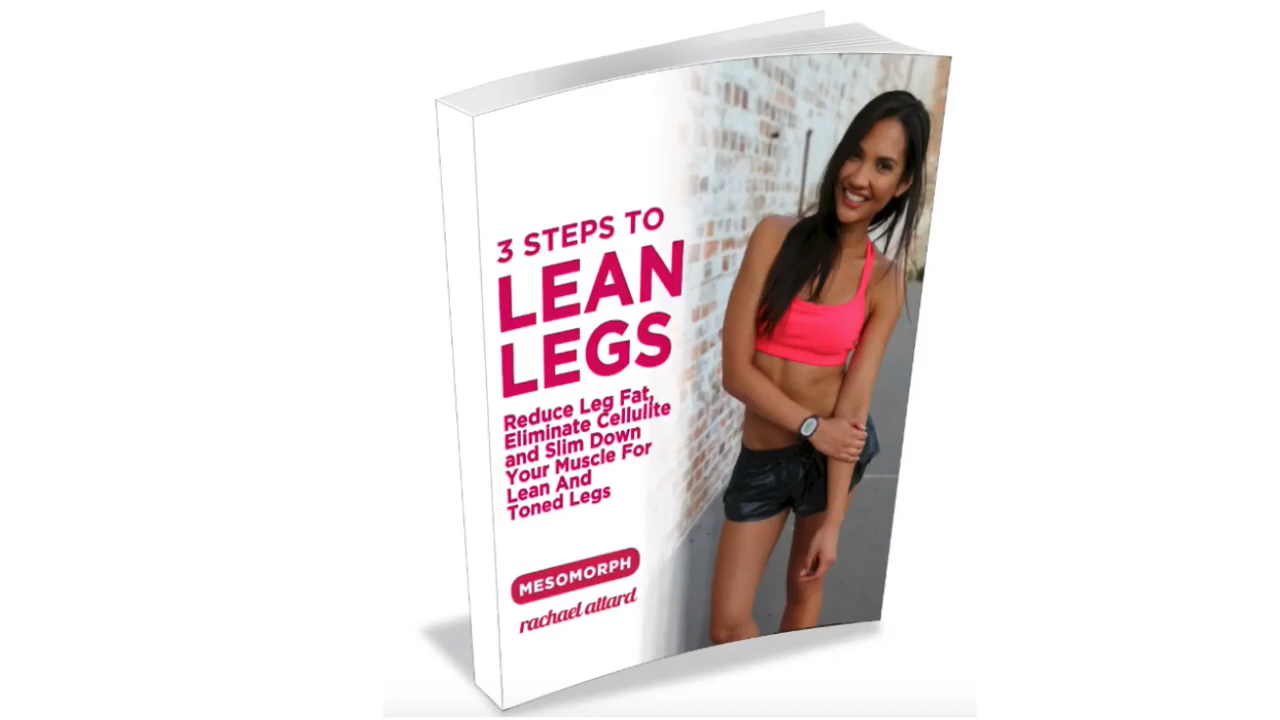 3 STEPS TO
LEAN
LEGS
Reduce Leg Fat,
Eliminate Cellulite
and Slim Down
Your Muscle For
Lean And
Toned Legs
MESOMORPH
rachael attard